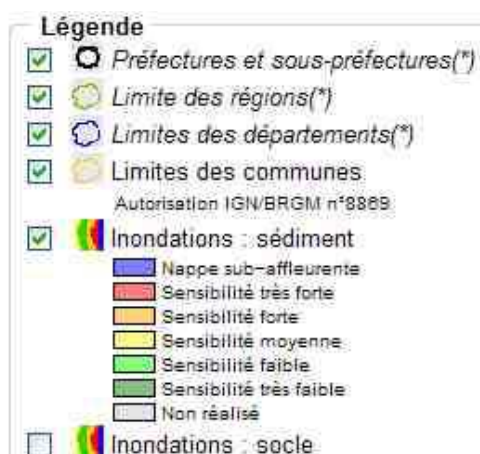 Légende
Préfectures et sous-préfectures(*)
Limite des régions(*)
Limites des départements(*)
Limites des communes
Autorisation IGN/BRGM n°8869
Inondations : sédiment
Nappe sub-affleurente
Sensibilité très forte
Sensibilité forte
Sensibilité moyenne
Sensibilité faible
Sensibilité très faible
Non réalisé
Inondations : socle